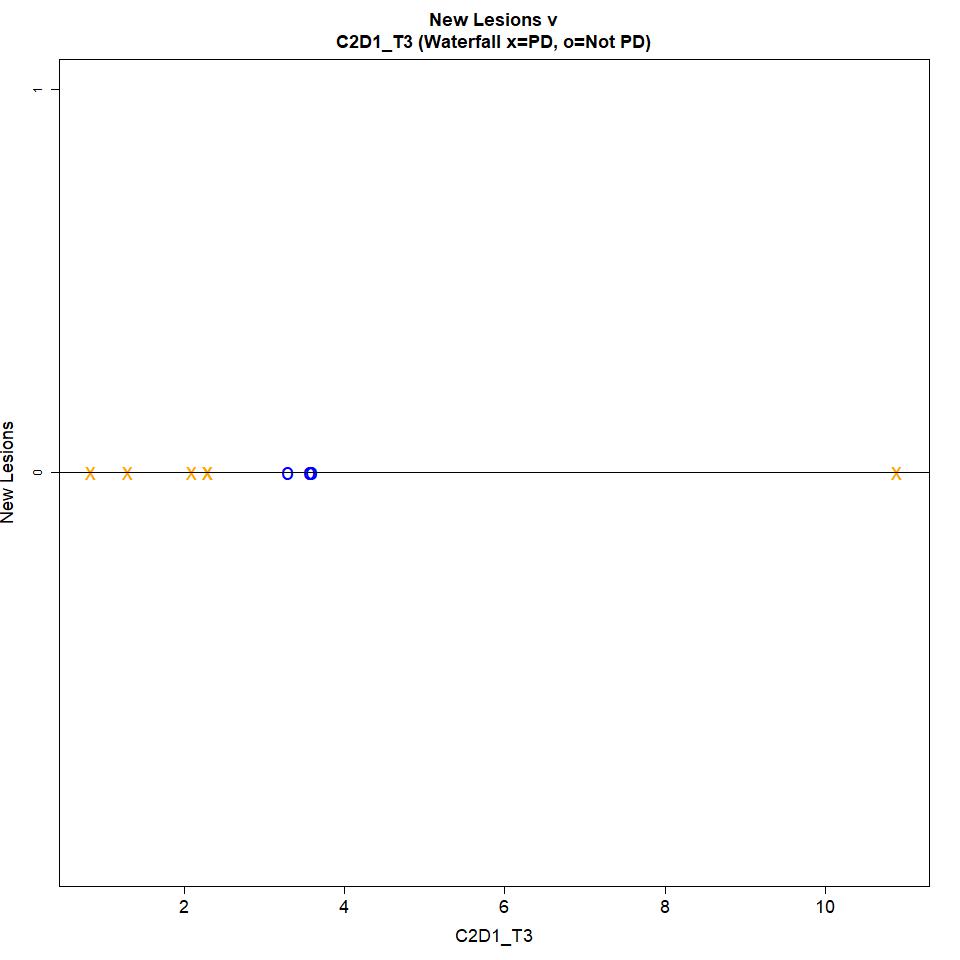 New Lesions v
C2D1_T3 (Waterfall x=PD, o=Not PD)
1
New Lesions
0
x x x x o o x
2 4 6 8 10
C2D1_T3